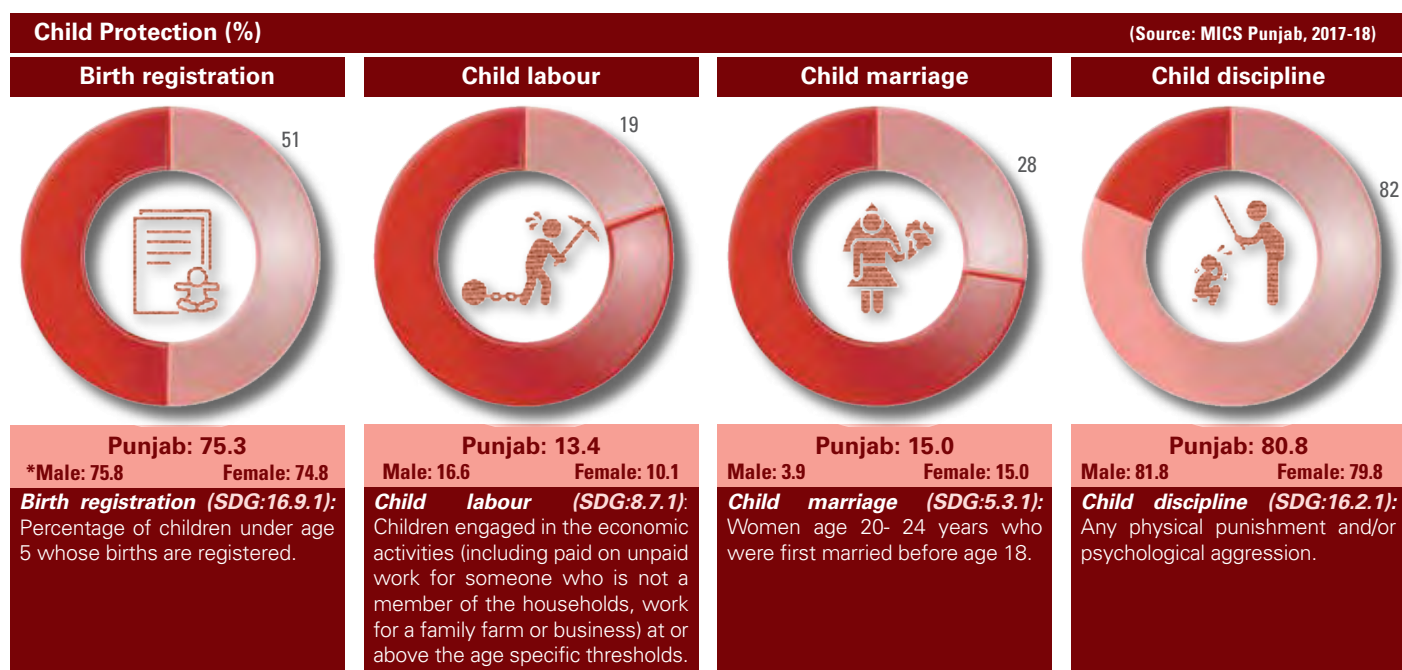 Child Protection (%)
(Source: MICS Punjab, 2017-18)
Birth registration
51
Punjab: 75.3
*Male: 75.8 Female: 74.8
Birth registration (SDG:16.9.1):
Percentage of children under age
5 whose births are registered.
Child labour
19
Punjab: 13.4
Male: 16.6 Female: 10.1
Child labour (SDG:8.7.1):
Children engaged in the economic
activities (including paid on unpaid
work for someone who is not a
member of the households, work
for a family farm or business) at or
above the age specific thresholds.
Child marriage
28
Punjab: 15.0
Male: 3.9 Female: 15.0
Child marriage (SDG:5.3.1):
Women age 20- 24 years who
were first married before age 18.
Child discipline
82
Punjab: 80.8
Male: 81.8 Female: 79.8
Child discipline (SDG:16.2.1):
Any physical punishment and/or
psychological aggression.